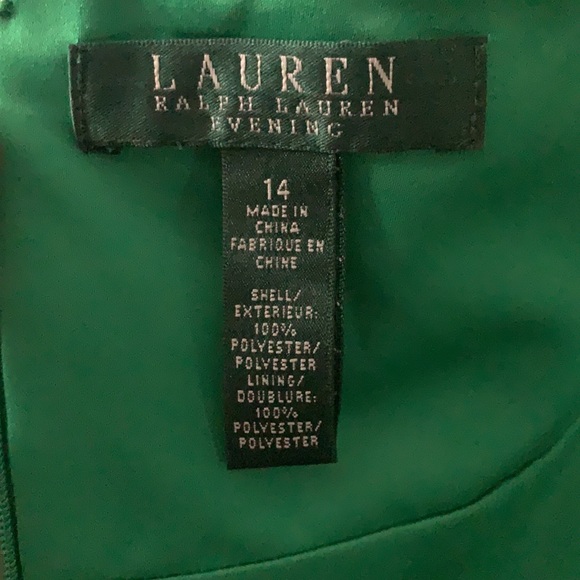 LAUREN
RALPH LAUREN
EVENING
14
MADE IN
CHINA
FABRIQUE EN
CHINE
SHELL/
EXTERIEUR:
100%
POLYESTER/
POLYESTER
LINING/
DOUBLURE:
100%
POLYESTER/
POLYESTER